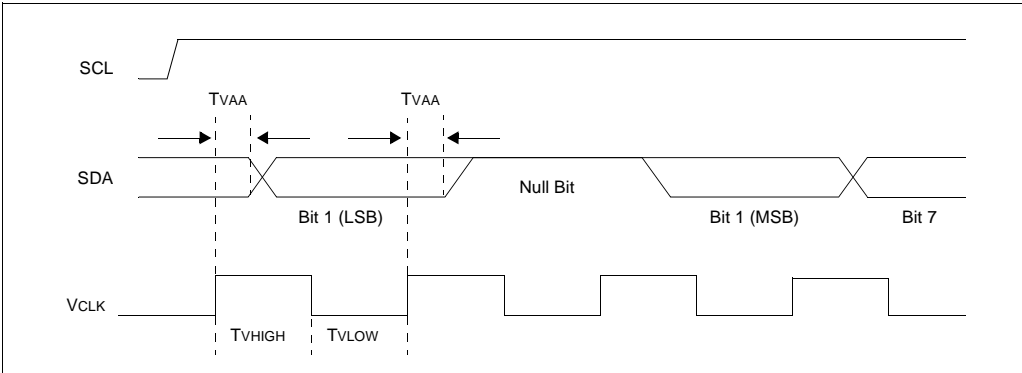 SCL
TVAA TVAA
SDA
Null Bit
Bit 1 (LSB) Bit 1 (MSB) Bit 7
VCLK
TVHIGH TVLOW